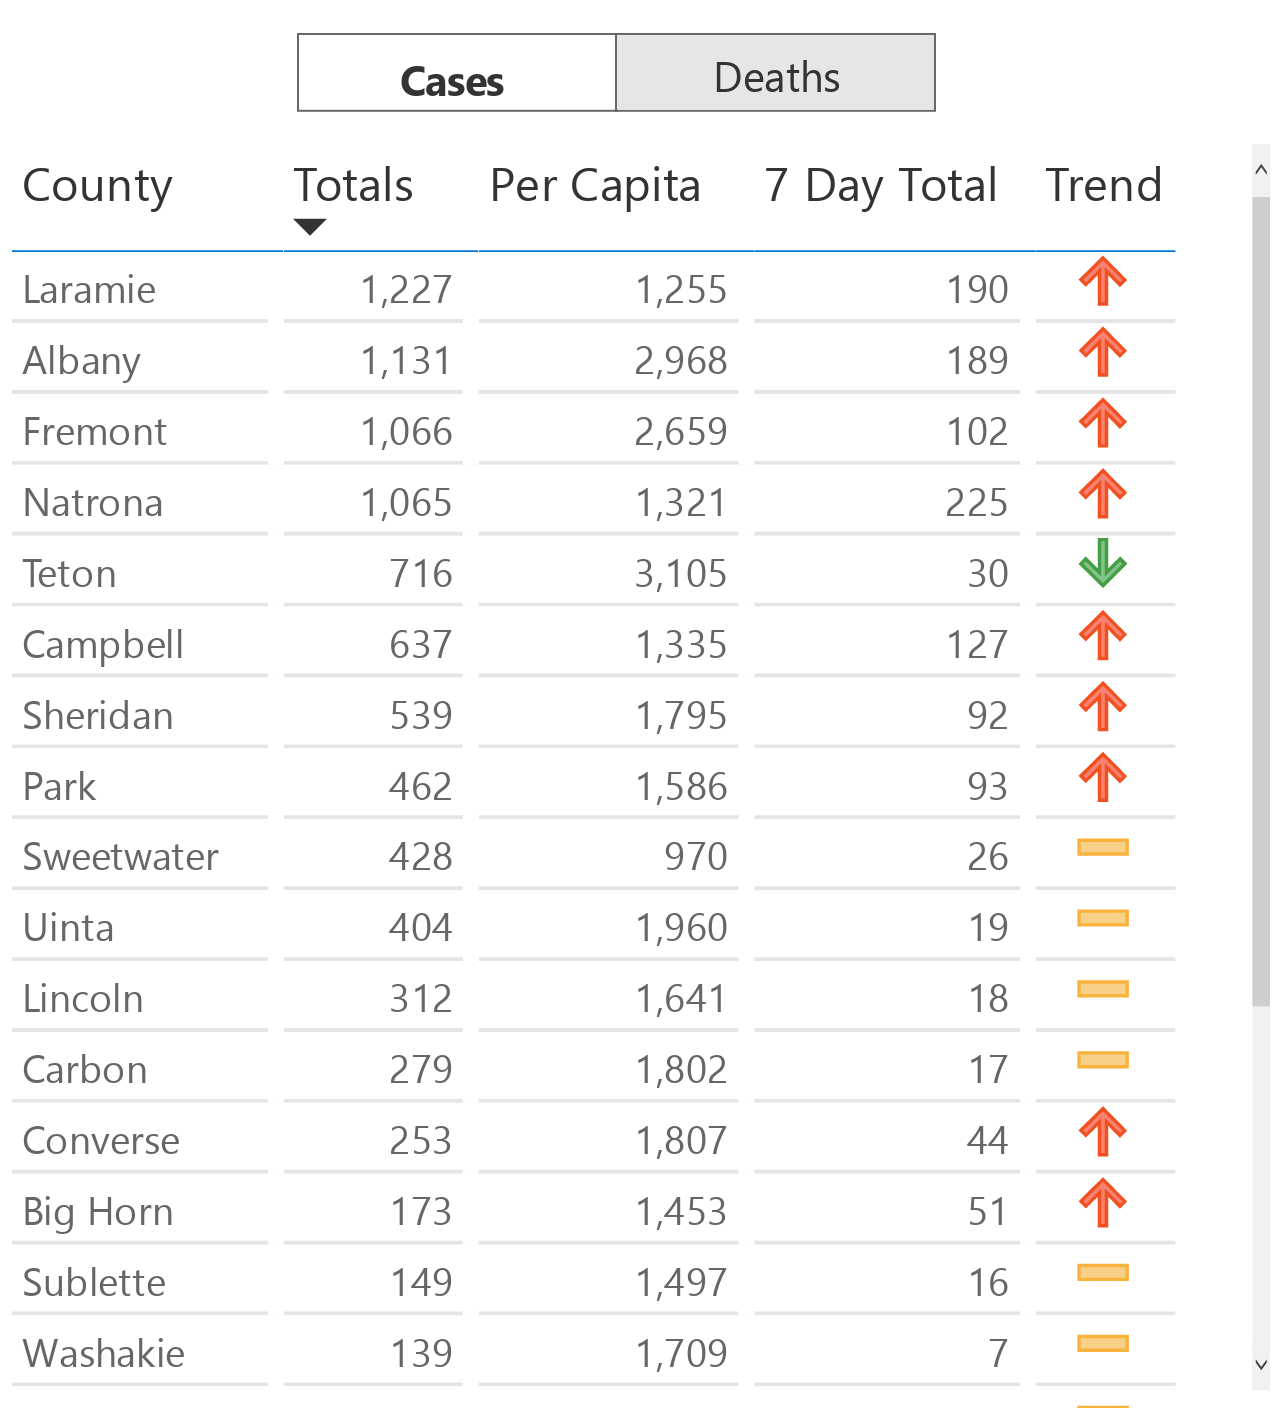 Cases Deaths
County Totals Per Capita 7 Day Total Trend
Laramie 1,227 1,255 190
Albany 1,131 2,968 189
Fremont 1,066 2,659 102
Natrona 1,065 1,321 225
Teton 716 3,105 30
Campbell 637 1,335 127
Sheridan 539 1,795 92
Park 462 1,586 93
Sweetwater 428 970 26
Uinta 404 1,960 19
Lincoln 312 1,641 18
Carbon 279 1,802 17
Converse 253 1,807 44
Big Horn 173 1,453 51
Sublette 149 1,497 16
Washakie 139 1,709 7